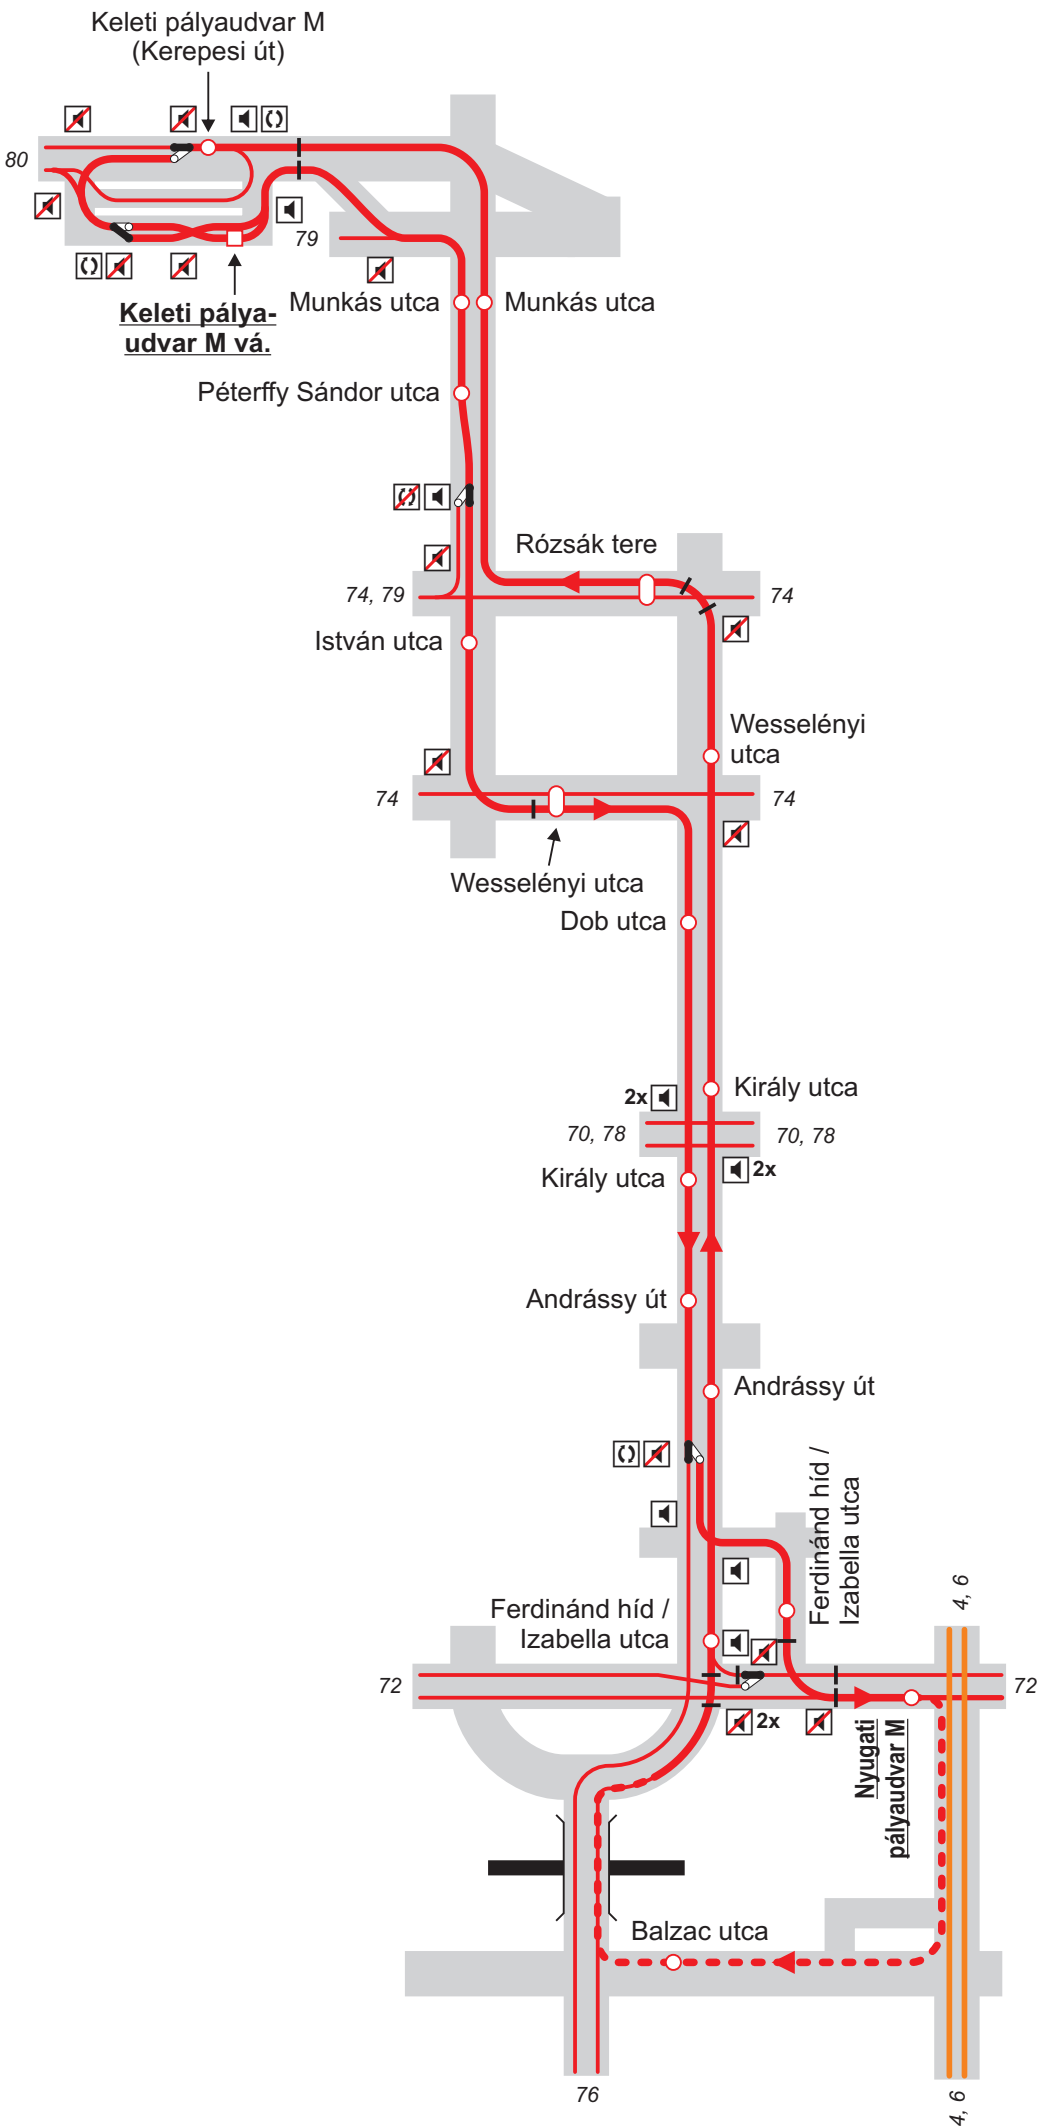 Keleti pályaudvar M
(Kerepesi út)
80
79
Keleti pálya-
udvar M vá.
Munkás utca
Munkás utca
Péterffy Sándor utca
Rózsák tere
74, 79
74
István utca
Wesselényi
utca
74
74
Wesselényi utca
Dob utca
Király utca
2x
70, 78
70, 78
Király utca
2x
Andrássy út
Andrássy út
Ferdinánd híd /
Izabella utca
4, 6
Ferdinánd híd /
Izabella utca
72
72
2x
Nyugati
pályaudvar M
Balzac utca
76
4, 6